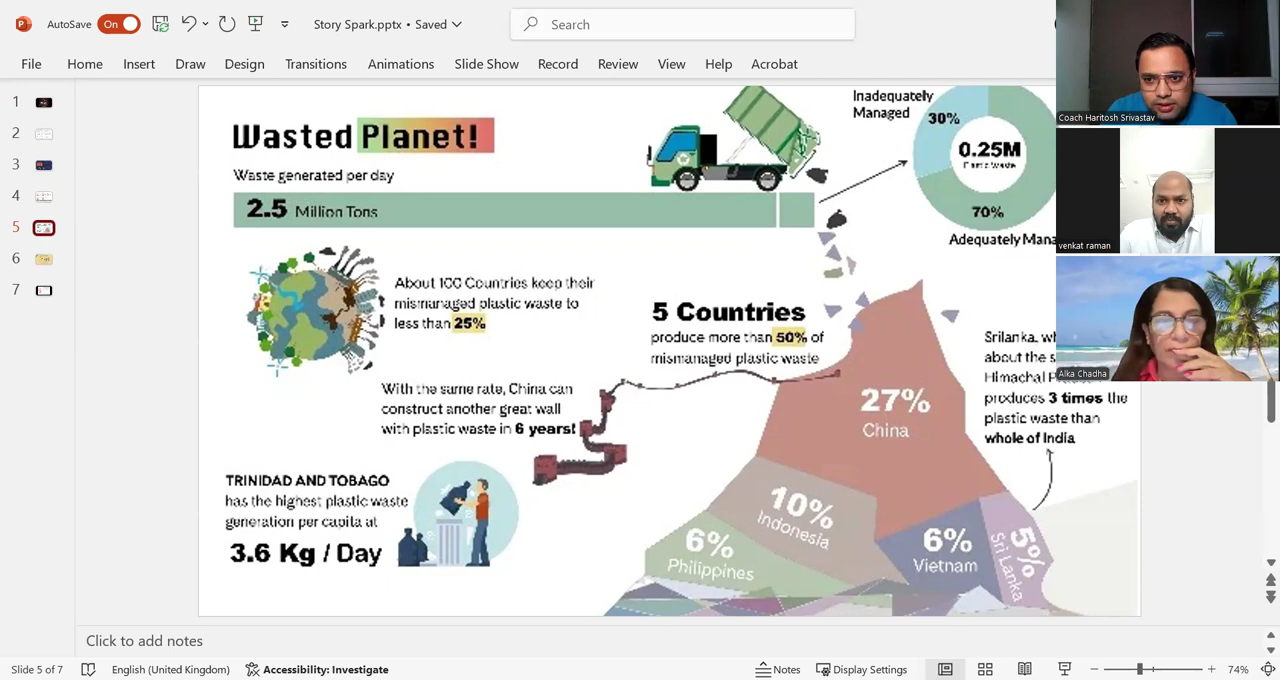 AutoSave On Story Spark.pptx • Saved Search
File Home Insert Draw Design Transitions Animations Slide Show Record Review View Help Acrobat
1
2
3
4
5
6
7
Wasted Planet!
Waste generated per day
2.5 Million Tons
Inadequately
Managed
30%
0.25M
Plastic Waste
70%
Adequately Mana
About 100 Countries keep their
mismanaged plastic waste to
less than 25%
5 Countries
produce more than 50% of
mismanaged plastic waste
With the same rate, China can
construct another great wall
with plastic waste in 6 years!
TRINIDAD AND TOBAGO
has the highest plastic waste
generation per capita at
3.6 Kg / Day
27%
China
10%
Indonesia
6%
Philippines
6%
Vietnam
5%
Sri Lanka
Srilanka, wh
about the s
Himachal P
produces 3 times the
plastic waste than
whole of India
Coach Haritosh Srivastav
venkat raman
Alka Chadha
Click to add notes
Slide 5 of 7 English (United Kingdom) Accessibility: Investigate Notes Display Settings 74%